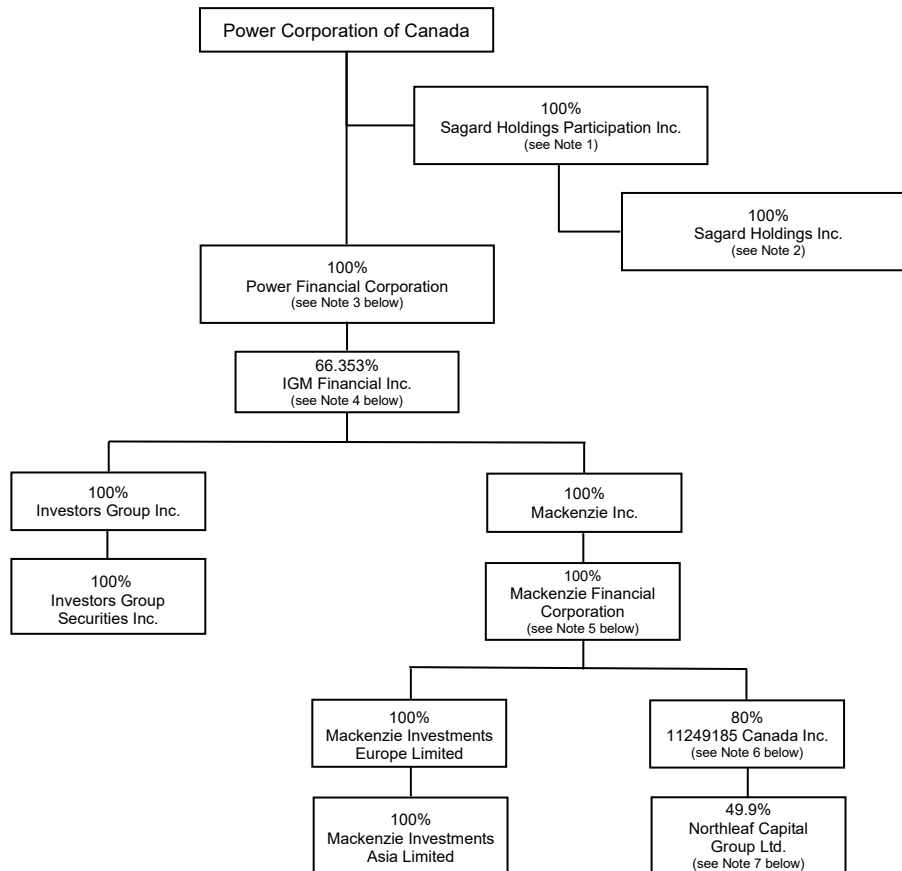 Power Corporation of Canada
100%
Sagard Holdings Participation Inc.
(see Note 1)
100%
Sagard Holdings Inc.
(see Note 2)
100%
Power Financial Corporation
(see Note 3 below)
66.353%
IGM Financial Inc.
(see Note 4 below)
100%
Investors Group Inc.
100%
Mackenzie Inc.
100%
Investors Group
Securities Inc.
100%
Mackenzie Financial
Corporation
(see Note 5 below)
100%
Mackenzie Investments
Europe Limited
80%
11249185 Canada Inc.
(see Note 6 below)
100%
Mackenzie Investments
Asia Limited
49.9%
Northleaf Capital
Group Ltd.
(see Note 7 below)